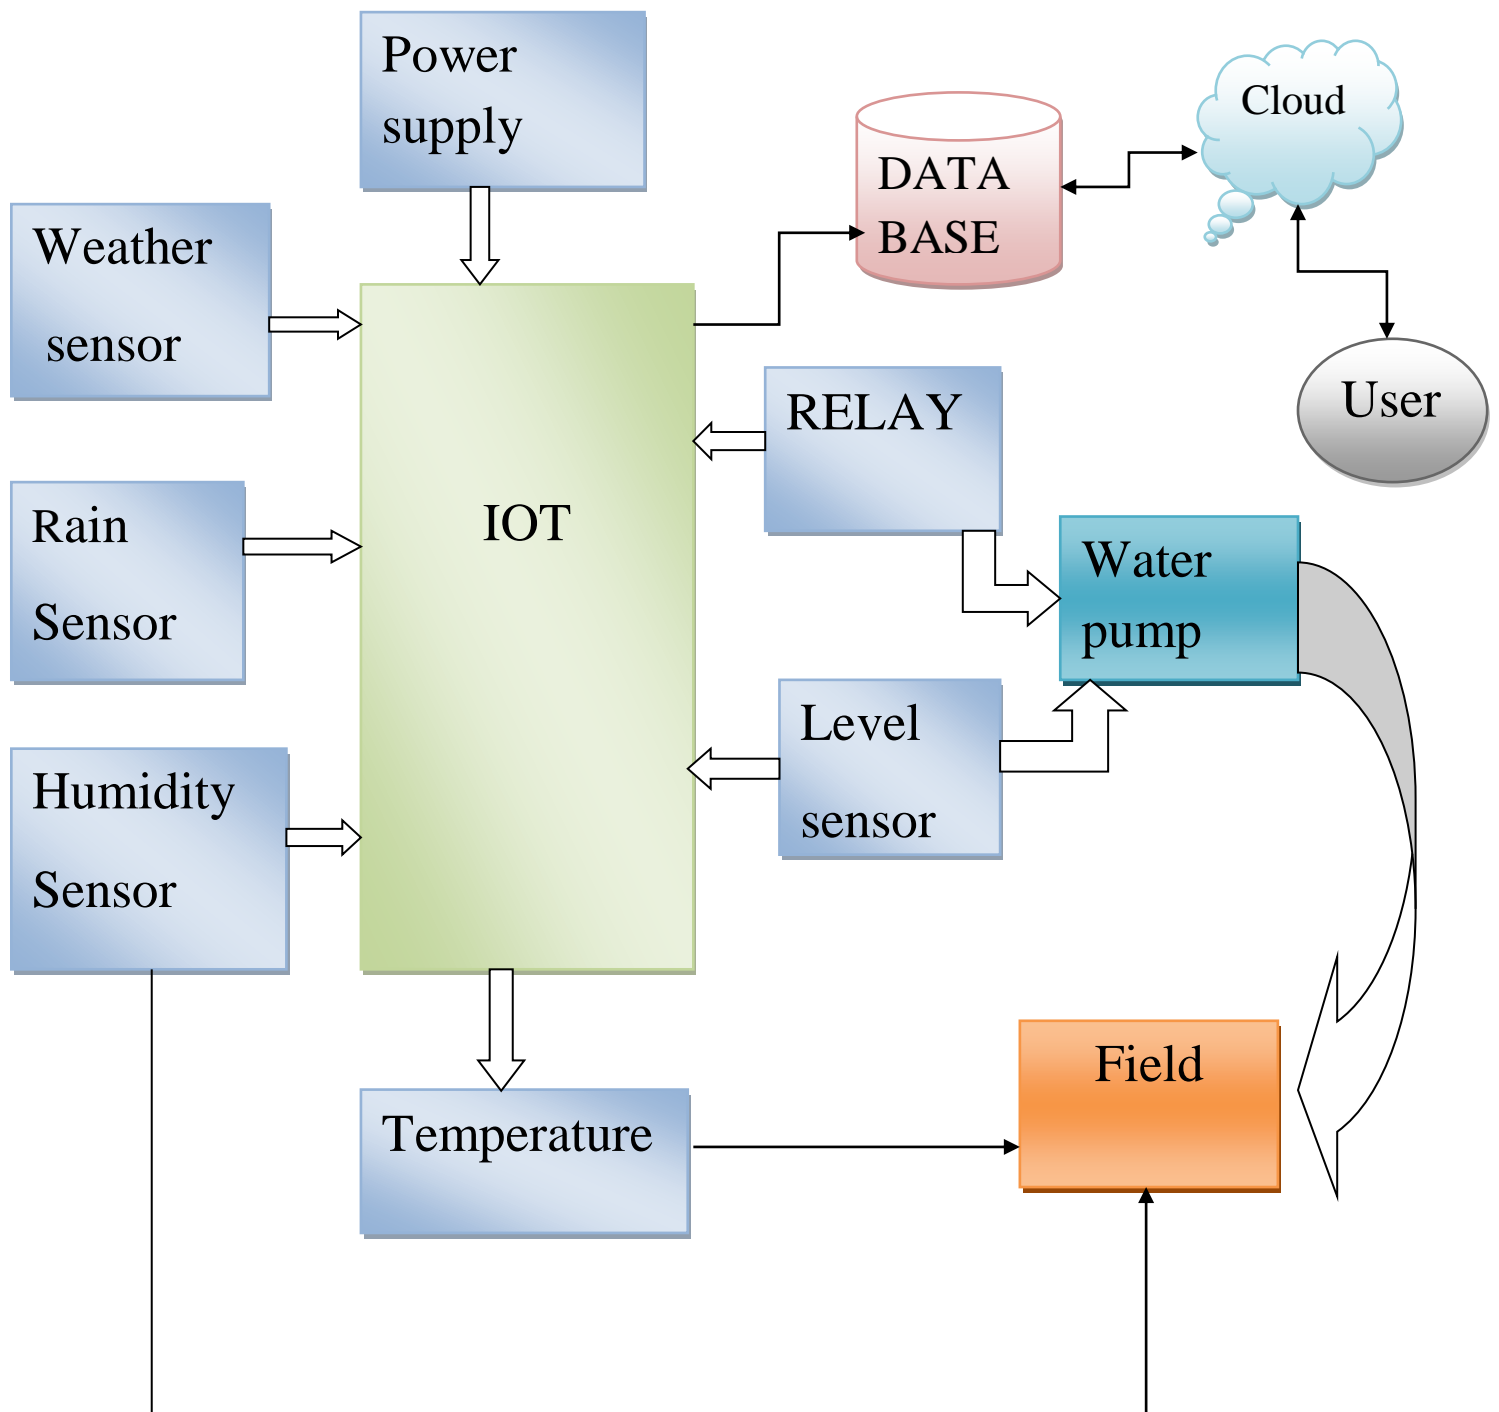 Power
supply
Cloud
DATA
BASE
Weather
sensor
RELAY
User
IOT
Rain
Sensor
Water
pump
Level
sensor
Humidity
Sensor
Field
Temperature